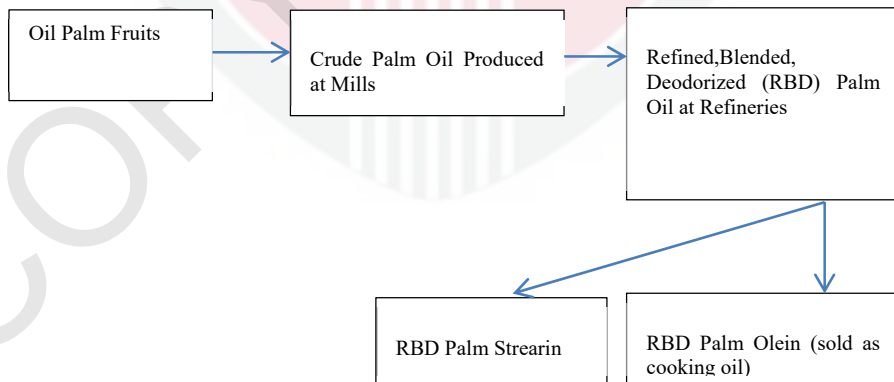 Oil Palm Fruits
Crude Palm Oil Produced
at Mills
Refined,Blended,
Deodorized (RBD) Palm
Oil at Refineries
RBD Palm Strearin
RBD Palm Olein (sold as
cooking oil)